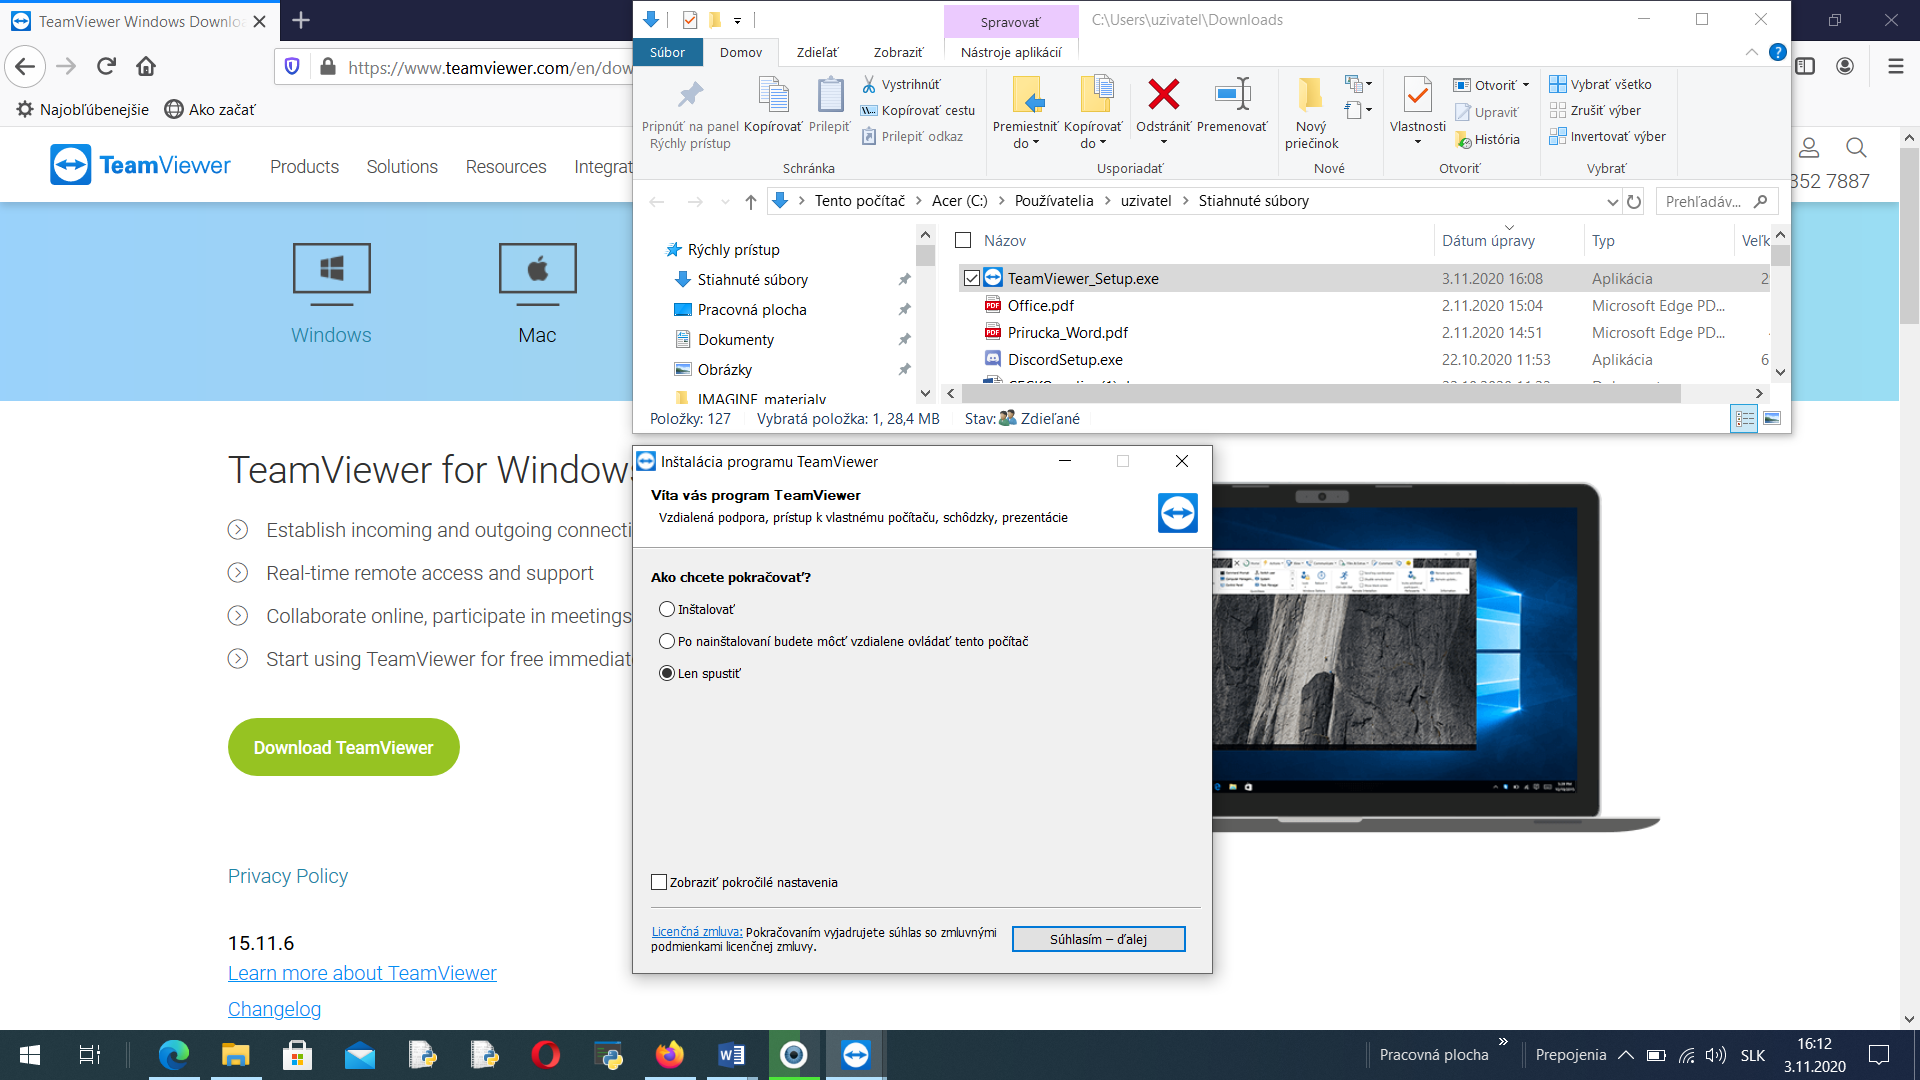 TeamViewer Windows Downlo
https://www.teamviewer.com/en/dow
Najobľúbenejšie
Ako začať
TeamViewer
Products
Solutions
Resources
Integrat
352 7887
Windows
Mac
TeamViewer for Windows
Establish incoming and outgoing connecti
Real-time remote access and support
Collaborate online, participate in meetings
Start using TeamViewer for free immediat
Download TeamViewer
Privacy Policy
15.11.6
Learn more about TeamViewer
Changelog
Spravovať
C:\Users\uzivatel\Downloads
Súbor
Domov
Zdieľať
Zobraziť
Nástroje aplikácií
Pripnúť na panel
Rýchly prístup
Kopírovať
Prilepiť
Vystrihnúť
Kopírovať cestu
Prilepiť odkaz
Schránka
Premiestniť
do
Kopírovať
do
Odstrániť
Premenovať
Usporiadať
Nový
priečinok
Nové
Vlastnosti
Otvoriť
Upraviť
História
Otvoriť
Vybrať všetko
Zrušiť výber
Invertovať výber
Vybrať
Tento počítač
Acer (C:)
Používatelia
uzivatel
Stiahnuté súbory
Prehľadáv...
Rýchly prístup
Stiahnuté súbory
Pracovná plocha
Dokumenty
Obrázky
IMAGINE_materialy
Názov
Dátum úpravy
Typ
Veľk
TeamViewer_Setup.exe
3.11.2020 16:08
Aplikácia
2
Office.pdf
2.11.2020 15:04
Microsoft Edge PD...
Prirucka_Word.pdf
2.11.2020 14:51
Microsoft Edge PD...
DiscordSetup.exe
22.10.2020 11:53
Aplikácia
6
Položky: 127
Vybratá položka: 1, 28,4 MB
Stav:
Zdieľané
Inštalácia programu TeamViewer
Víta vás program TeamViewer
Vzdialená podpora, prístup k vlastnému počítaču, schôdzky, prezentácie
Ako chcete pokračovať?
Inštalovať
Po nainštalovaní budete môcť vzdialene ovládať tento počítač
Len spustiť
Zobraziť pokročilé nastavenia
Licenčná zmluva: Pokračovaním vyjadrujete súhlas so zmluvnými
podmienkami licenčnej zmluvy.
Súhlasím – ďalej
Pracovná plocha
Prepojenia
SLK
16:12
3.11.2020